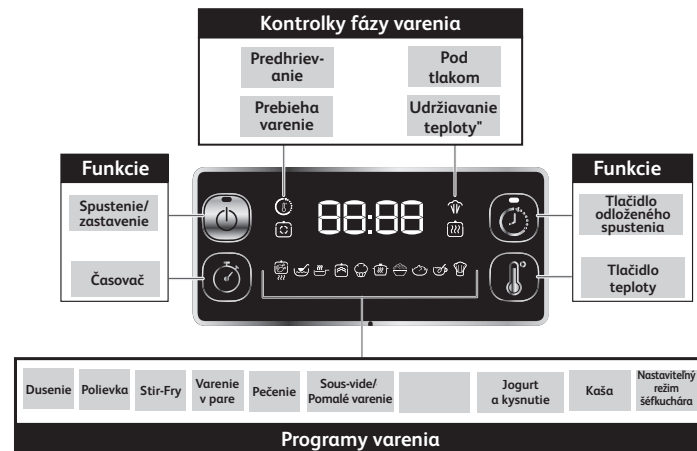 Kontrolky fázy varenia
Predhriev-
anie
Pod
tlakom
Prebieha
varenie
Udržiavanie
teploty"
Funkcie
Spustenie/
zastavenie
Časovač
88:88
Funkcie
Tlačidlo
odloženého
spustenia
Tlačidlo
teploty
Dusenie
Polievka
Stir-Fry
Varenie
v pare
Pečenie
Sous-vide/
Pomalé varenie
Jogurt
a kysnutie
Kaša
Nastaviteľný
režim
šéfkuchára
Programy varenia